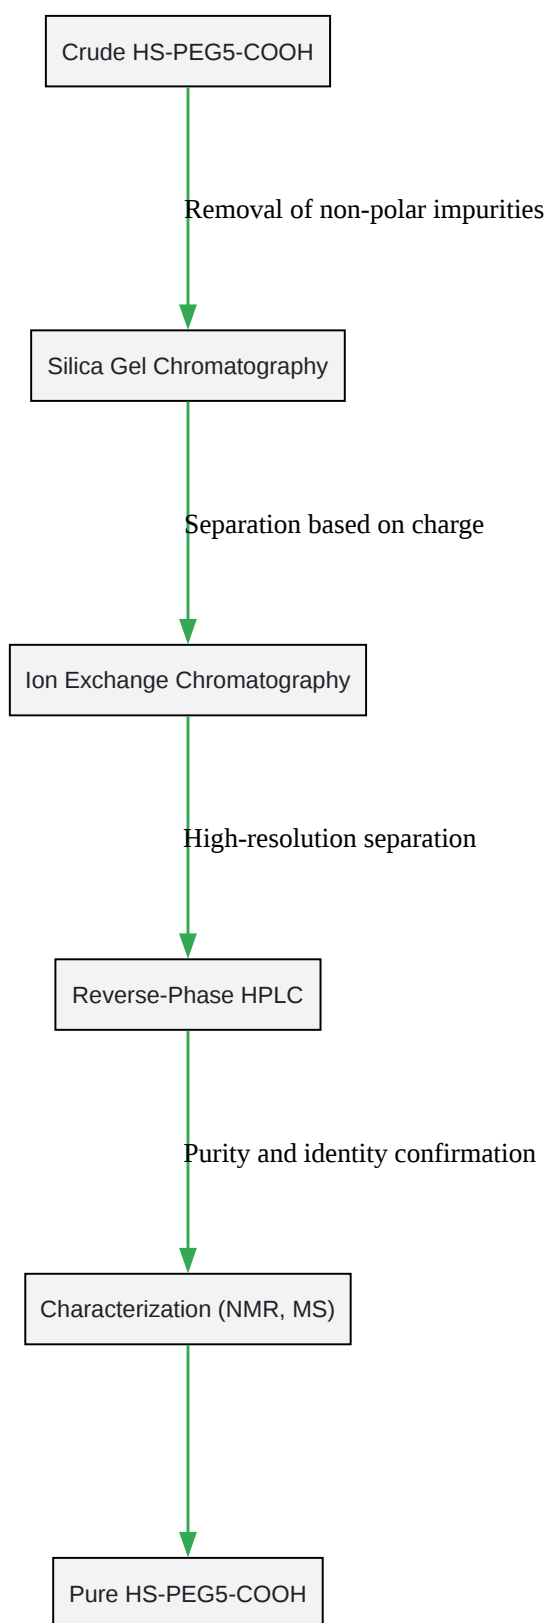 Crude HS-PEG5-COOH
Removal of non-polar impurities
Silica Gel Chromatography
Separation based on charge
Ion Exchange Chromatography
High-resolution separation
Reverse-Phase HPLC
Purity and identity confirmation
Characterization (NMR, MS)
Pure HS-PEG5-COOH